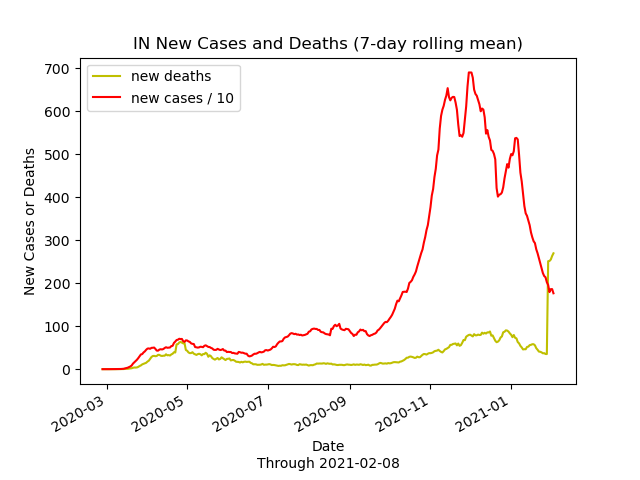 IN New Cases and Deaths (7-day rolling mean)
new deaths
new cases / 10
New Cases or Deaths
700
600
500
400
300
200
100
0
2020-03
2020-05
2020-07
2020-09
2020-11
2021-01
Date
Through 2021-02-08